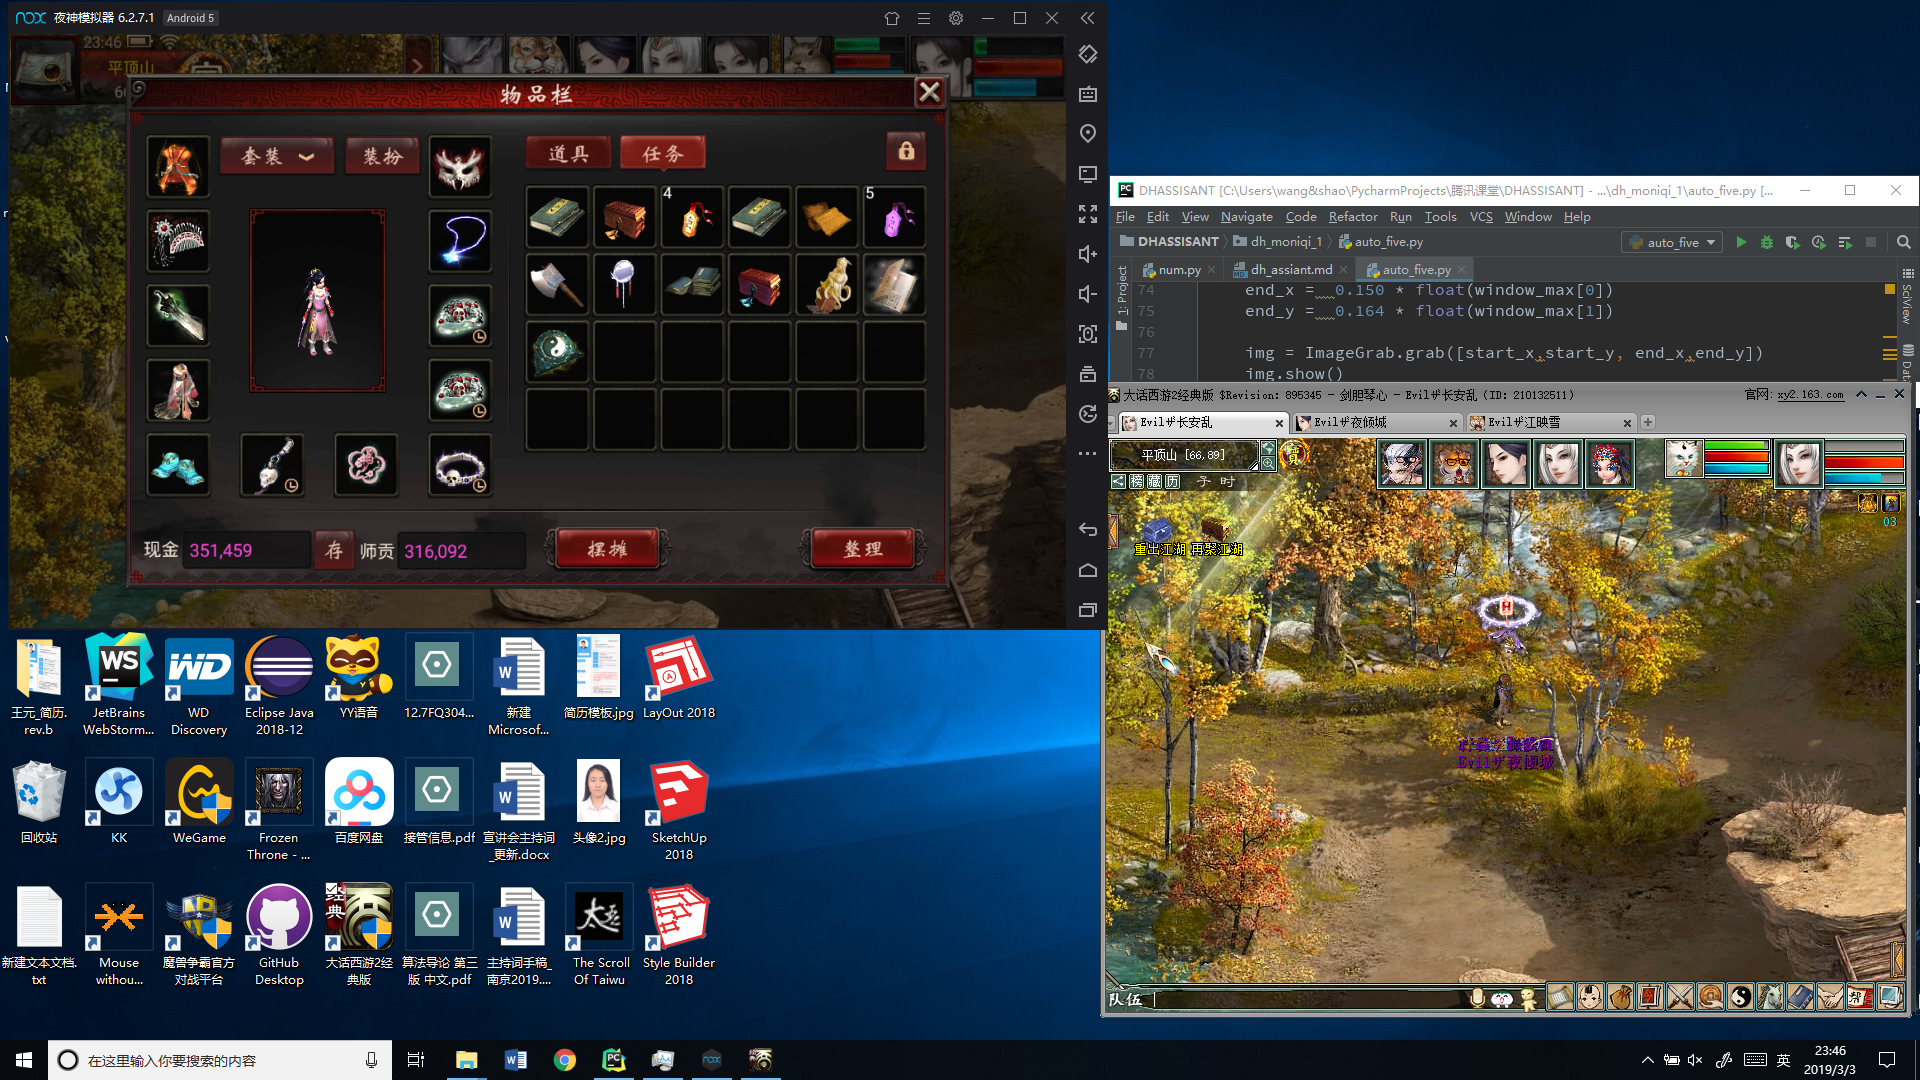 nox 夜神模拟器 6.2.7.1 Android 5
23:46
平顶山
物品栏
套装
装扮
道具
任务
4
5
现金 351,459 存 师贡 316,092
摆摊
整理
王元_简历.rev.b
JetBrains WebStorm...
WD Discovery
Eclipse Java 2018-12
YY语音
12.7FQ304...
新建 Microsof...
简历模板.jpg
LayOut 2018
回收站
KK
WeGame
Frozen Throne - ...
百度网盘
接管信息.pdf
宣讲会主持词_更新.docx
头像2.jpg
SketchUp 2018
新建文本文档.txt
Mouse withou...
魔兽争霸官方对战平台
GitHub Desktop
大话西游2经典版
算法导论 第三版 中文.pdf
主持词手稿_南京2019....
The Scroll Of Taiwu
Style Builder 2018
DHASSISANT [C:\Users\wang&shao\PycharmProjects\腾讯课堂\DHASSISANT] - ...\dh_moniqi_1\auto_five.py [...
File Edit View Navigate Code Refactor Run Tools VCS Window Help
DHASSISANT dh_moniqi_1 auto_five.py
auto_five
num.py dh_assiant.md auto_five.py
1: Project
SciView
74 end_x = 0.150 * float(window_max[0])
75 end_y = 0.164 * float(window_max[1])
76
77 img = ImageGrab.grab([start_x,start_y, end_x,end_y])
78 img.show()
大话西游2经典版 $Revision: 895345 - 剑胆琴心 - Evilザ长安乱 (ID: 210132511)
官网: xy2.163.com
Evilザ长安乱
Evilザ夜倾城
Evilザ江映雪
平顶山 [66,89]
榜 藏 历 子 时
03
重出江湖 再聚江湖
Evilザ夜倾城
队伍
在这里输入你要搜索的内容
英
23:46
2019/3/3